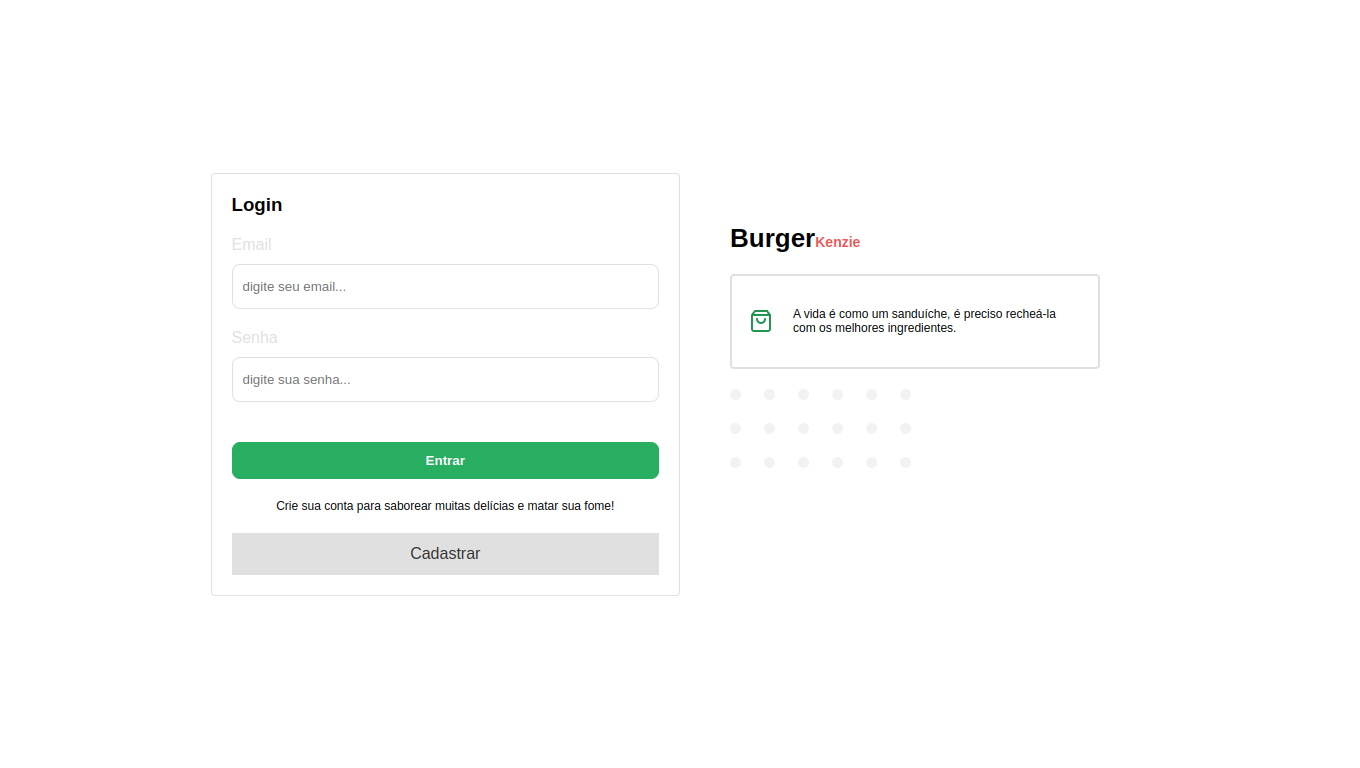 Login
Email
digite seu email...
Senha
digite sua senha...
Entrar
Crie sua conta para saborear muitas delícias e matar sua fome!
Cadastrar
BurgerKenzie
A vida é como um sanduíche, é preciso recheá-la
com os melhores ingredientes.